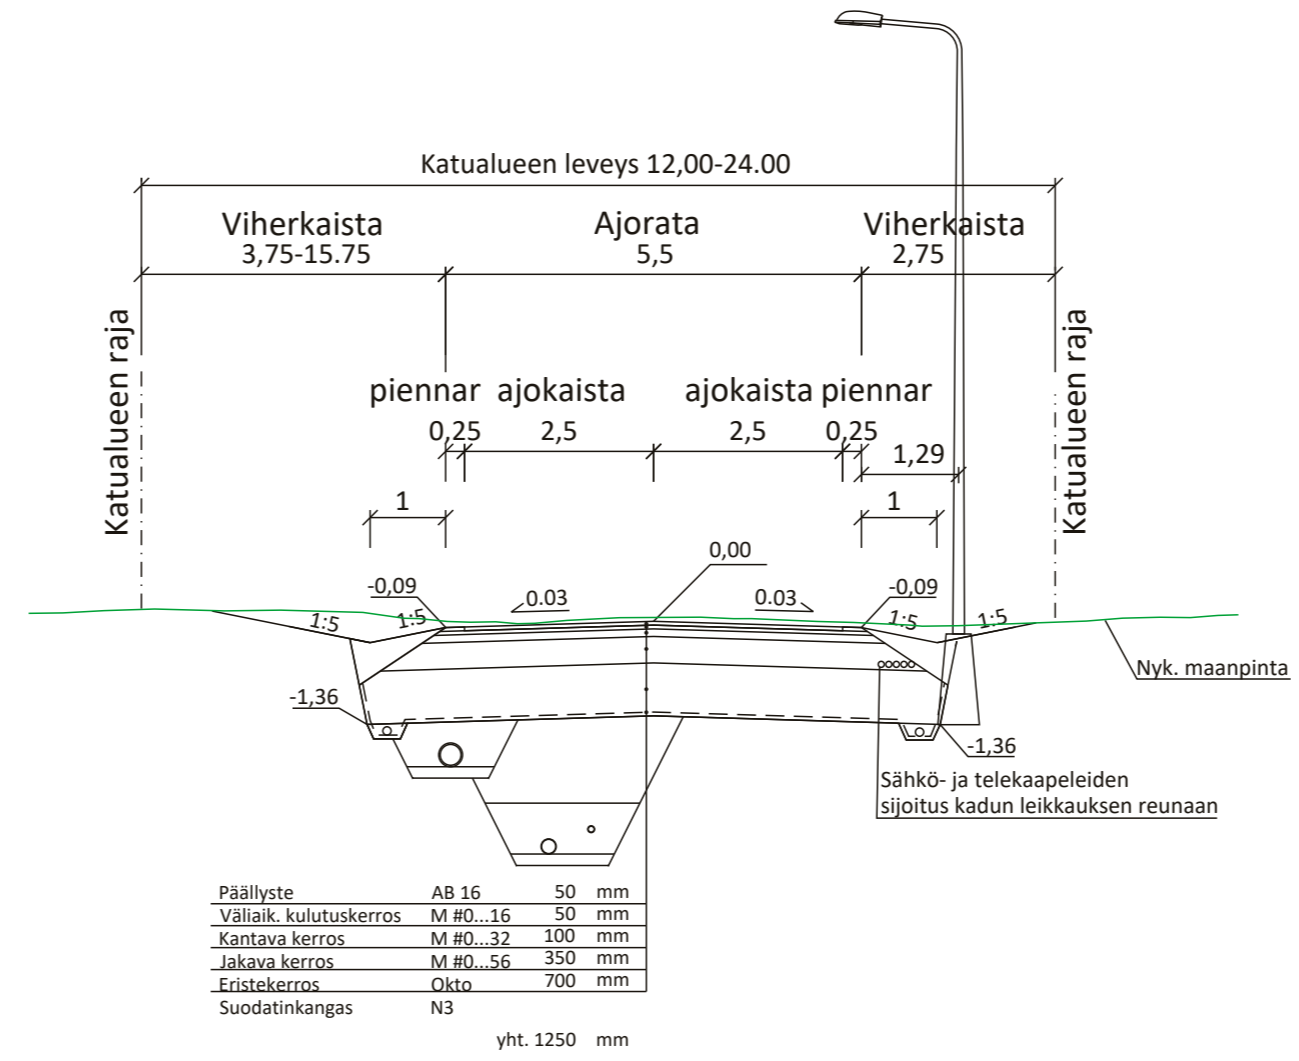 Katualueen leveys 12,00-24.00
Viherkaista Ajorata Viherkaista
3,75-15.75 5,5 2,75
Katualueen raja
Katualueen raja
piennar ajokaista ajokaista piennar
0,25 2,5 2,5 0,25
1,29
1 1
0,00
-0,09 0.03 0.03 -0,09
1:5 1:5 1:5 1:5
Nyk. maanpinta
-1,36
-1,36
Sähkö- ja telekaapeleiden
sijoitus kadun leikkauksen reunaan
Päällyste AB 16 50 mm
Väliaik. kulutuskerros M #0...16 50 mm
Kantava kerros M #0...32 100 mm
Jakava kerros M #0...56 350 mm
Eristekerros Okto 700 mm
Suodatinkangas N3
yht. 1250 mm